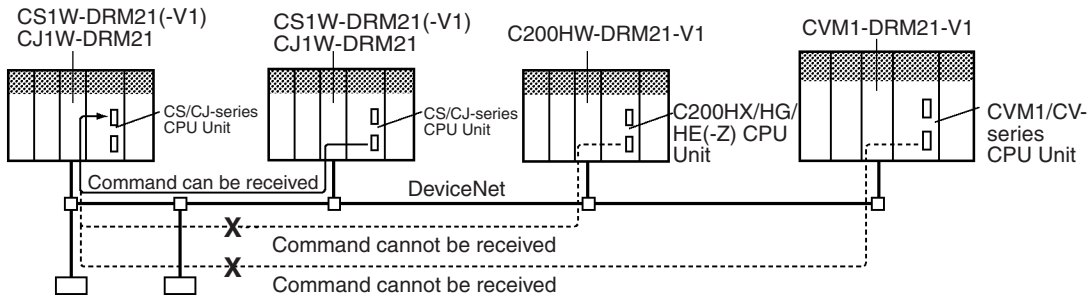 CS1W-DRM21(-V1)
CJ1W-DRM21
CS1W-DRM21(-V1)
CJ1W-DRM21
C200HW-DRM21-V1
CVM1-DRM21-V1
CS/CJ-series
CPU Unit
CS/CJ-series
CPU Unit
C200HX/HG/
HE(-Z) CPU
Unit
CVM1/CV-
series
CPU Unit
Command can be received
DeviceNet
X
Command cannot be received
X
Command cannot be received